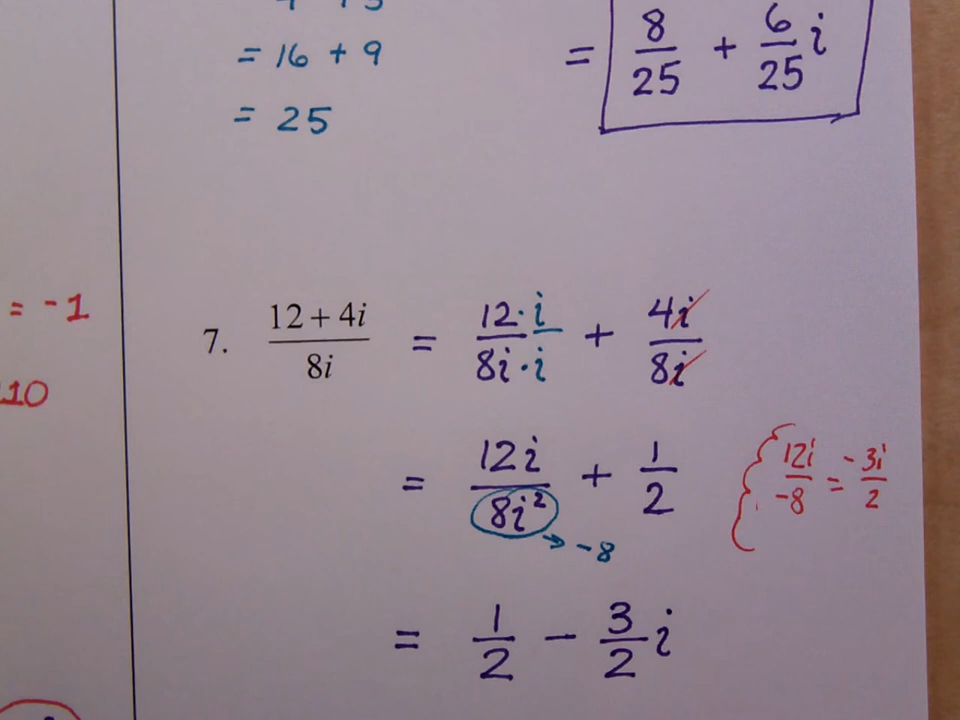 = 16 + 9
= 25
= 8/25 + 6/25 i
= -1
10
7. (12 + 4i)/(8i) = (12·i)/(8i·i) + (4i)/(8i)
= (12i)/(8i²) + 1/2
→ -8
{ 12i/-8 = -3i/2
= 1/2 - 3/2 i